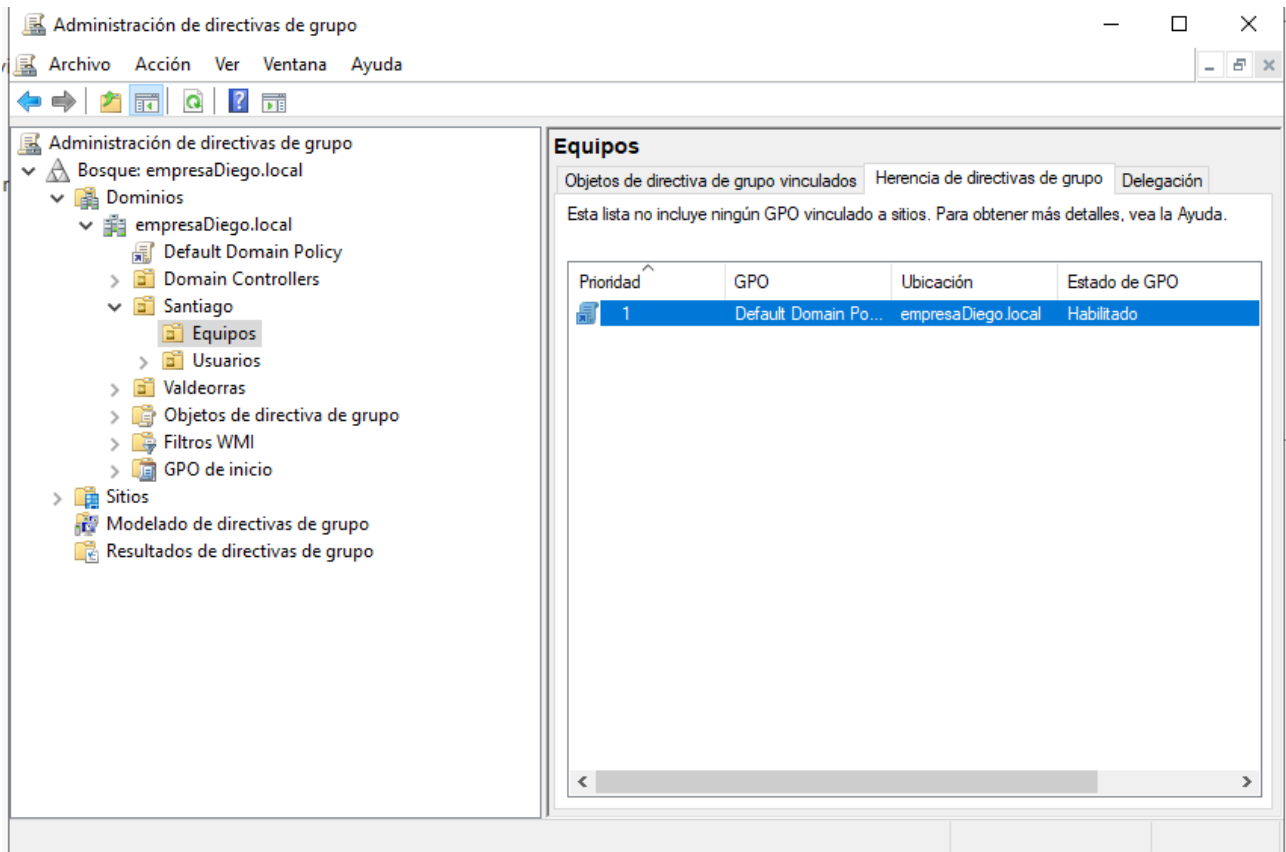 Administración de directivas de grupo
Archivo Acción Ver Ventana Ayuda
Administración de directivas de grupo
Bosque: empresaDiego.local
Dominios
empresaDiego.local
Default Domain Policy
Domain Controllers
Santiago
Equipos
Usuarios
Valdeorras
Objetos de directiva de grupo
Filtros WMI
GPO de inicio
Sitios
Modelado de directivas de grupo
Resultados de directivas de grupo
Equipos
Objetos de directiva de grupo vinculados Herencia de directivas de grupo Delegación
Esta lista no incluye ningún GPO vinculado a sitios. Para obtener más detalles, vea la Ayuda.
Prioridad GPO Ubicación Estado de GPO
1 Default Domain Po... empresaDiego.local Habilitado